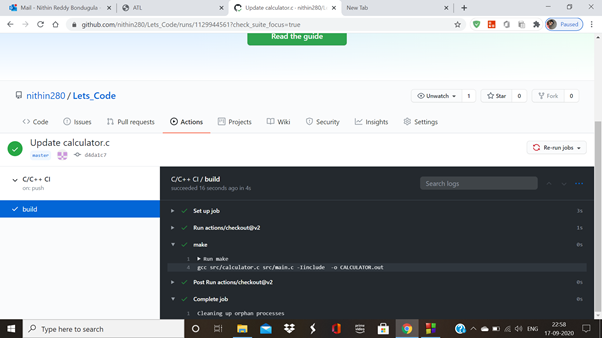 Mail - Nithin Reddy Bondugula -
ATL
Update calculator.c · nithin280/L
New Tab
github.com/nithin280/Lets_Code/runs/1129944561?check_suite_focus=true
Paused
Read the guide
nithin280 / Lets_Code
Unwatch 1
Star 0
Fork 0
Code
Issues
Pull requests
Actions
Projects
Wiki
Security
Insights
Settings
Update calculator.c
master
d6da1c7
Re-run jobs
C/C++ CI
on: push
build
C/C++ CI / build
succeeded 16 seconds ago in 4s
Search logs
Set up job 3s
Run actions/checkout@v2 1s
make 0s
1 Run make
4 gcc src/calculator.c src/main.c -Iinclude -o CALCULATOR.out
Post Run actions/checkout@v2 0s
Complete job 0s
1 Cleaning up orphan processes
Type here to search
ENG
22:58
17-09-2020